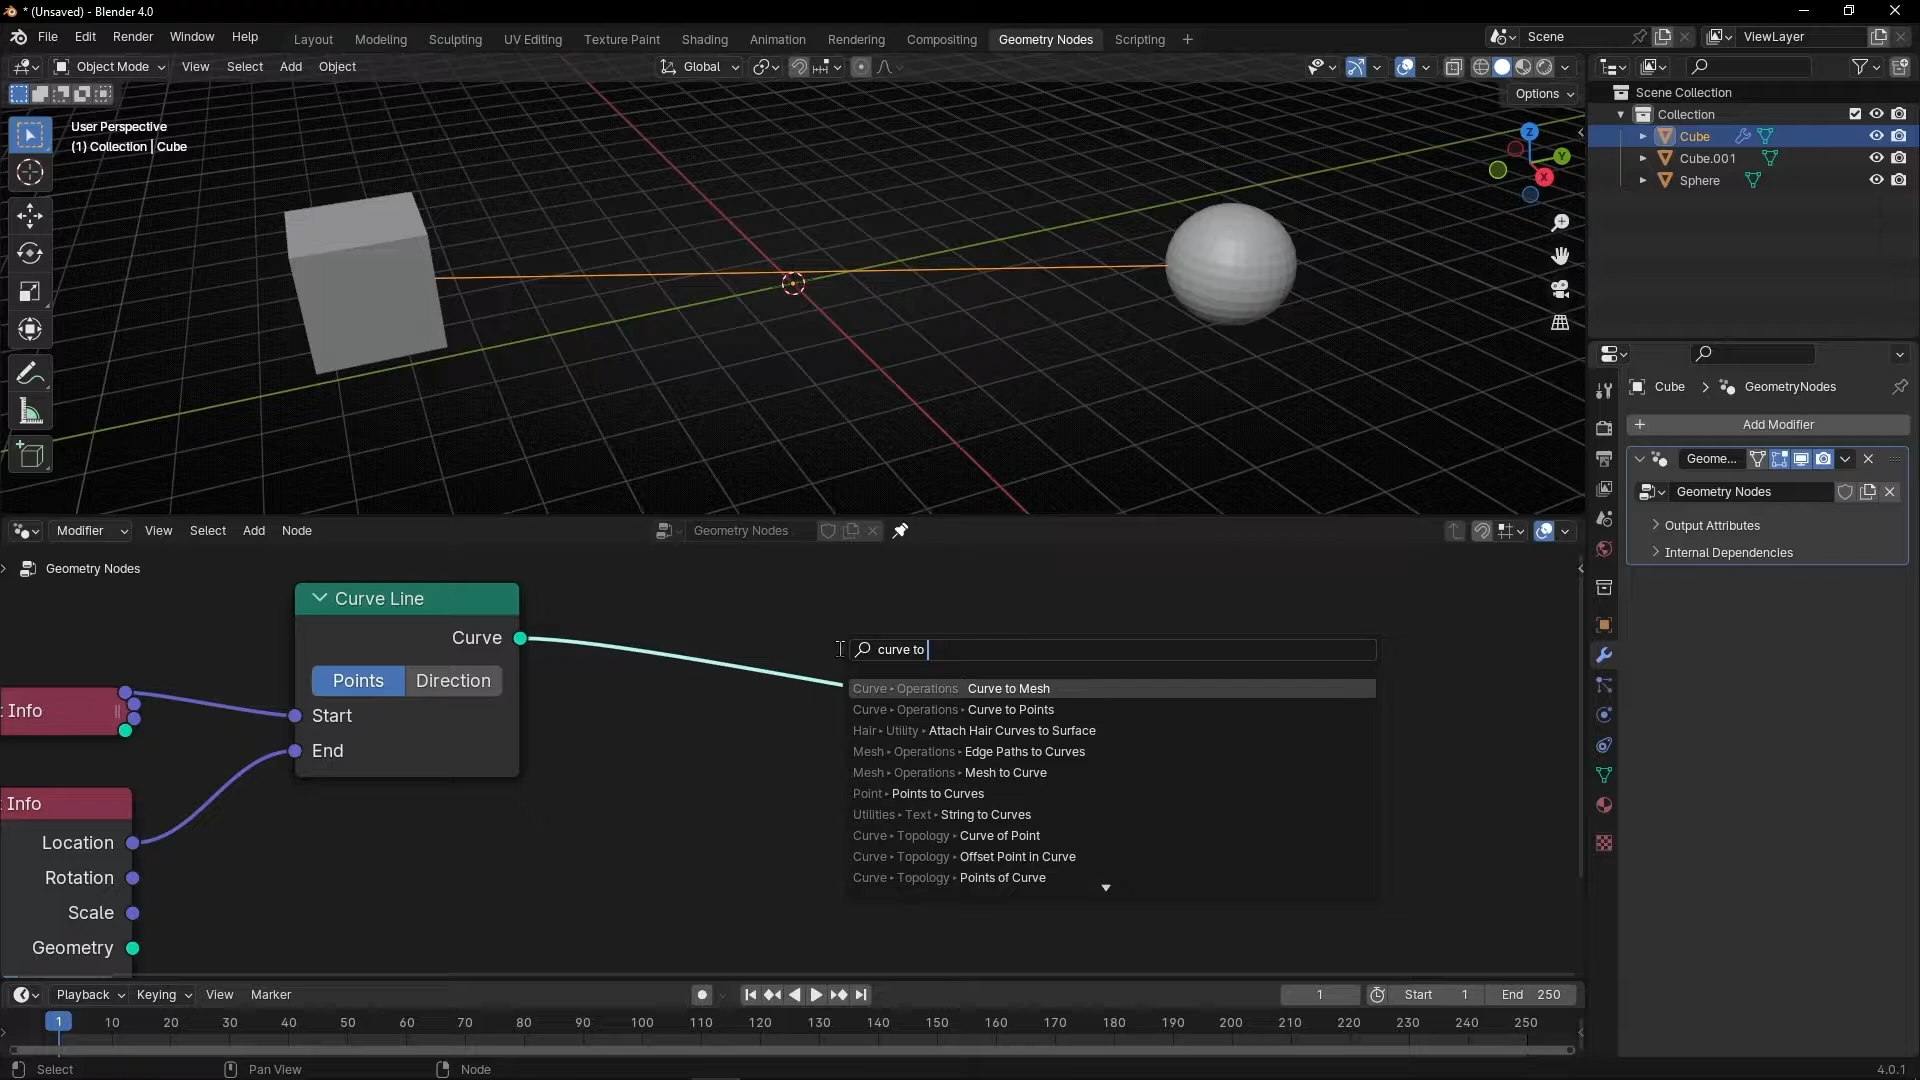 * (Unsaved) - Blender 4.0
File Edit Render Window Help Layout Modeling Sculpting UV Editing Texture Paint Shading Animation Rendering Compositing Geometry Nodes Scripting + Scene ViewLayer
Object Mode View Select Add Object Global
Options
User Perspective
(1) Collection | Cube
Z
Y
X
Scene Collection
Collection
Cube
Cube.001
Sphere
Cube > GeometryNodes
+ Add Modifier
Geome...
Geometry Nodes
Output Attributes
Internal Dependencies
Modifier View Select Add Node Geometry Nodes
Geometry Nodes
Curve Line
Curve
Points Direction
Start
End
: Info
: Info
Location
Rotation
Scale
Geometry
curve to
Curve ▸ Operations ▸ Curve to Mesh
Curve ▸ Operations ▸ Curve to Points
Hair ▸ Utility ▸ Attach Hair Curves to Surface
Mesh ▸ Operations ▸ Edge Paths to Curves
Mesh ▸ Operations ▸ Mesh to Curve
Point ▸ Points to Curves
Utilities ▸ Text ▸ String to Curves
Curve ▸ Topology ▸ Curve of Point
Curve ▸ Topology ▸ Offset Point in Curve
Curve ▸ Topology ▸ Points of Curve
Playback Keying View Marker 1 Start 1 End 250
1 10 20 30 40 50 60 70 80 90 100 110 120 130 140 150 160 170 180 190 200 210 220 230 240 250
Select Pan View Node 4.0.1